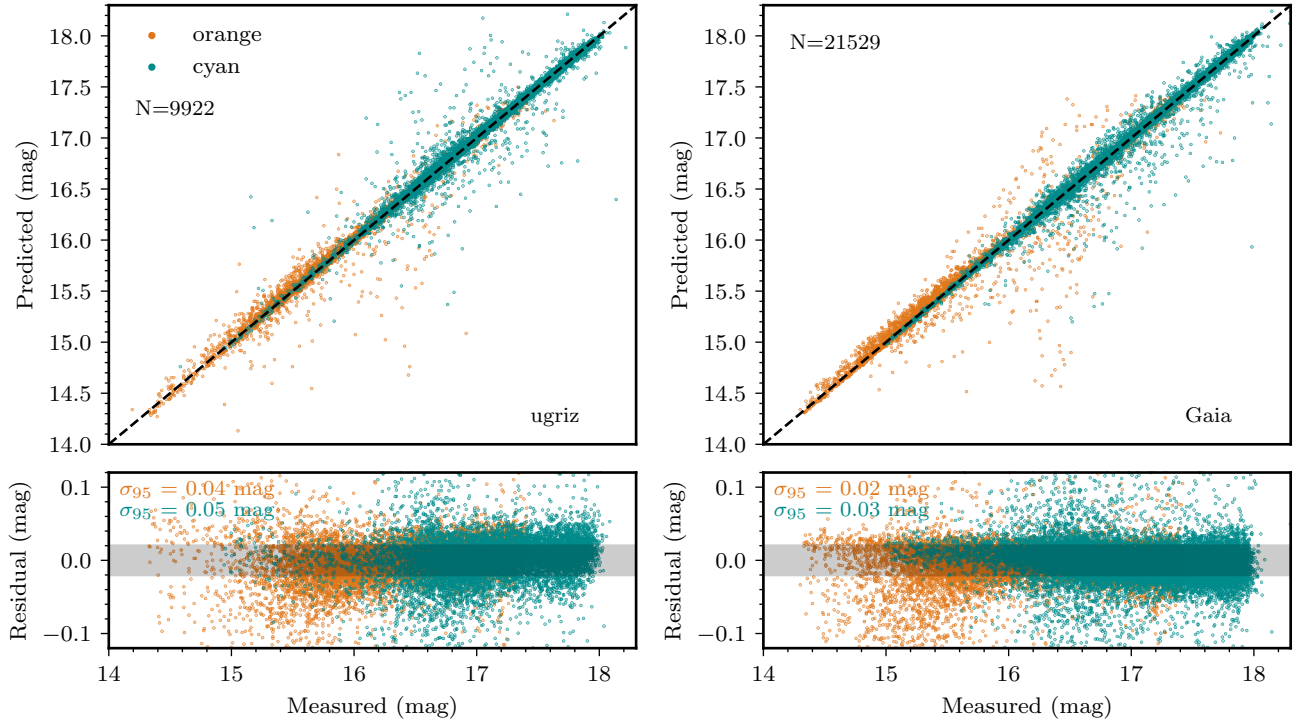 orange
cyan
N=9922
18.0
17.5
17.0
16.5
16.0
15.5
15.0
14.5
14.0
Predicted (mag)
ugriz
σ95 = 0.04 mag
σ95 = 0.05 mag
0.1
0.0
−0.1
Residual (mag)
14 15 16 17 18
Measured (mag)
N=21529
18.0
17.5
17.0
16.5
16.0
15.5
15.0
14.5
14.0
Predicted (mag)
Gaia
σ95 = 0.02 mag
σ95 = 0.03 mag
0.1
0.0
−0.1
Residual (mag)
14 15 16 17 18
Measured (mag)